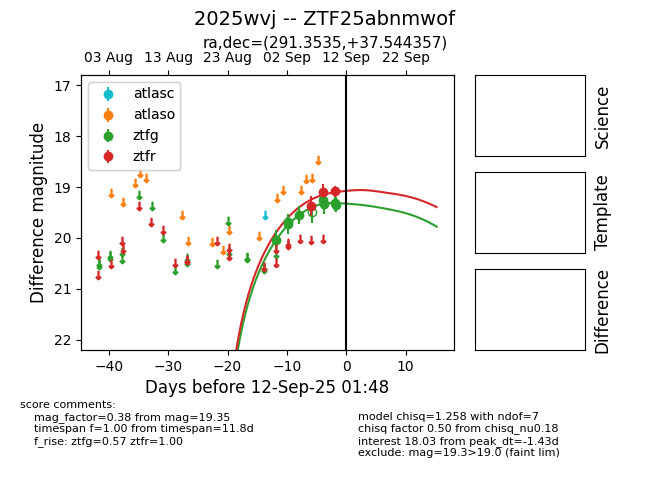 2025wvj -- ZTF25abnmwof
ra,dec=(291.3535,+37.544357)
03 Aug 13 Aug 23 Aug 02 Sep 12 Sep 22 Sep
17
18
19
20
21
22
Difference magnitude
atlasc
atlaso
ztfg
ztfr
−40 −30 −20 −10 0 10
Days before 12-Sep-25 01:48
Science
Template
Difference
score comments:
mag_factor=0.38 from mag=19.35
timespan f=1.00 from timespan=11.8d
f_rise: ztfg=0.57 ztfr=1.00
model chisq=1.258 with ndof=7
chisq factor 0.50 from chisq_nu0.18
interest 18.03 from peak_dt=-1.43d
exclude: mag=19.3>19.0 (faint lim)